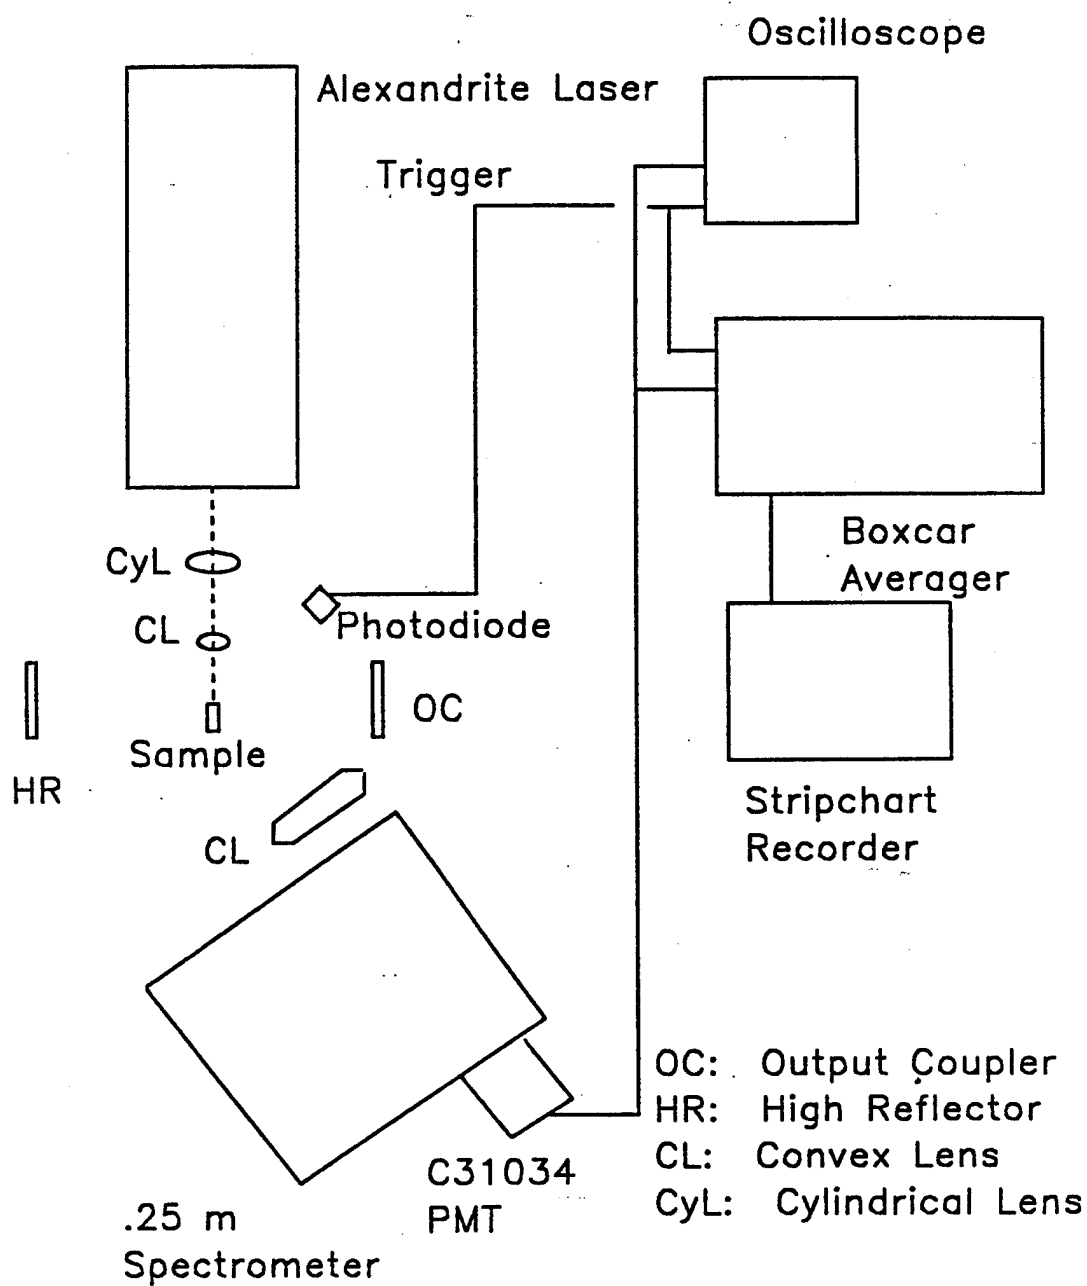 Oscilloscope
Alexandrite Laser
Trigger
Boxcar
Averager
CyL
CL
Photodiode
OC
Sample
HR
Stripchart
Recorder
CL
OC: Output Coupler
HR: High Reflector
CL: Convex Lens
CyL: Cylindrical Lens
C31034
PMT
.25 m
Spectrometer